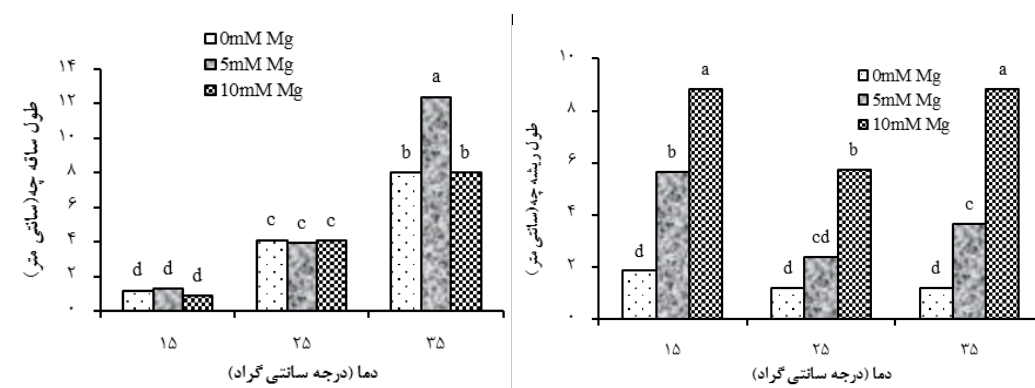 0mM Mg
5mM Mg
10mM Mg
طول ساقه چه(سانتی متر)
۱۴
۱۲
۱۰
۸
۶
۴
۲
۰
d d d
c c c
b a b
۱۵ ۲۵ ۳۵
دما (درجه سانتی گراد)
0mM Mg
5mM Mg
10mM Mg
طول ریشه چه(سانتی متر)
۱۰
۸
۶
۴
۲
۰
d b a
d cd b
d c a
۱۵ ۲۵ ۳۵
دما (درجه سانتی گراد)